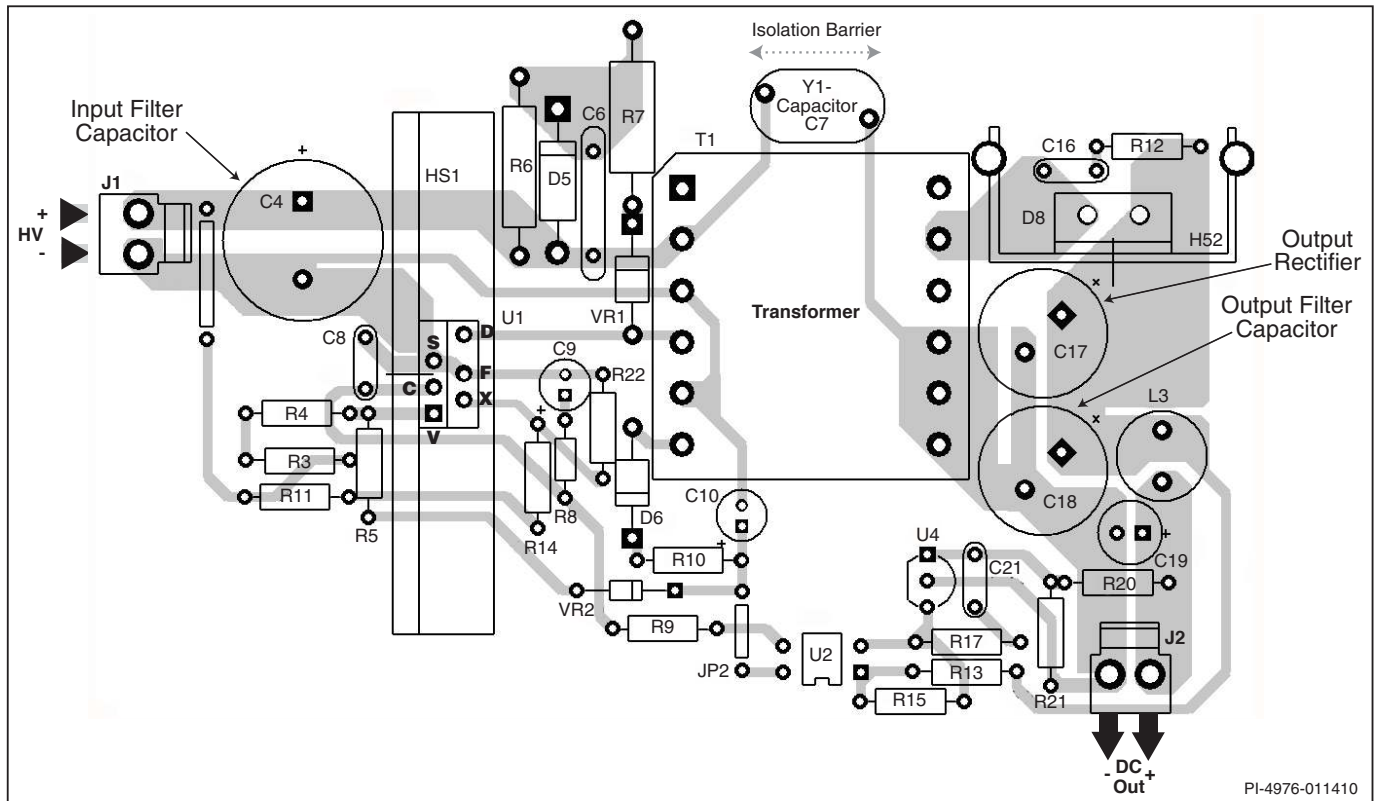 Isolation Barrier
Y1-
Capacitor
C7
Input Filter
Capacitor
+
C4
J1
+
HV
-
HS1
R6
D5
C6
R7
T1
C16
R12
D8
H52
Output
Rectifier
Output Filter
Capacitor
Transformer
VR1
U1
D
S
F
C
X
V
C8
C9
+
R22
x
C17
x
C18
L3
R4
R3
R11
R5
R14
R8
D6
C10
+
R10
VR2
R9
JP2
U2
U4
C21
R17
R13
R15
R20
R21
C19
+
J2
- DC +
Out
PI-4976-011410